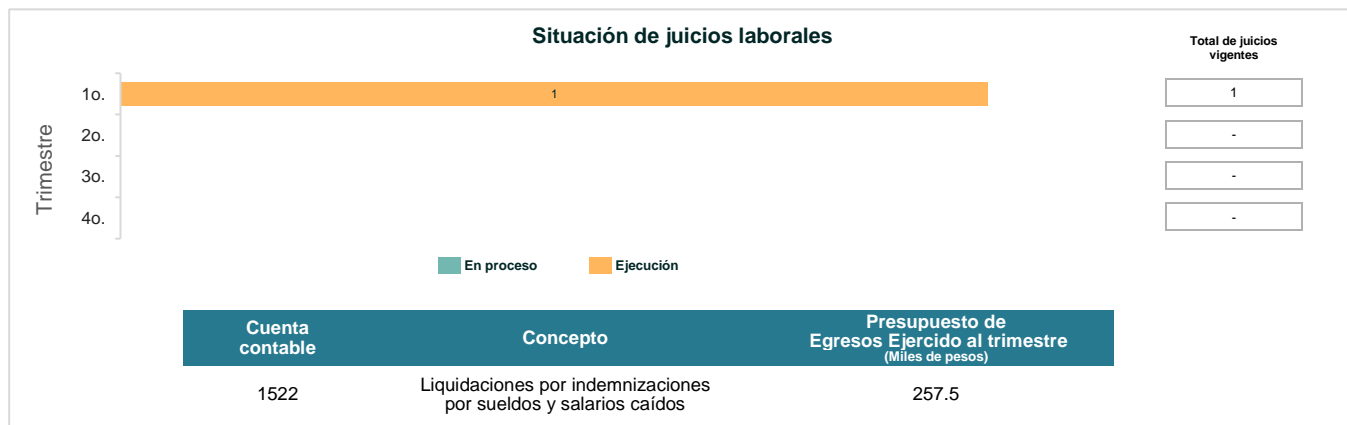 Situación de juicios laborales
Total de juicios
vigentes
Trimestre
1o.
1
1
2o.
-
3o.
-
4o.
-
En proceso
Ejecución
Cuenta
contable
Concepto
Presupuesto de
Egresos Ejercido al trimestre
(Miles de pesos)
1522
Liquidaciones por indemnizaciones
por sueldos y salarios caídos
257.5